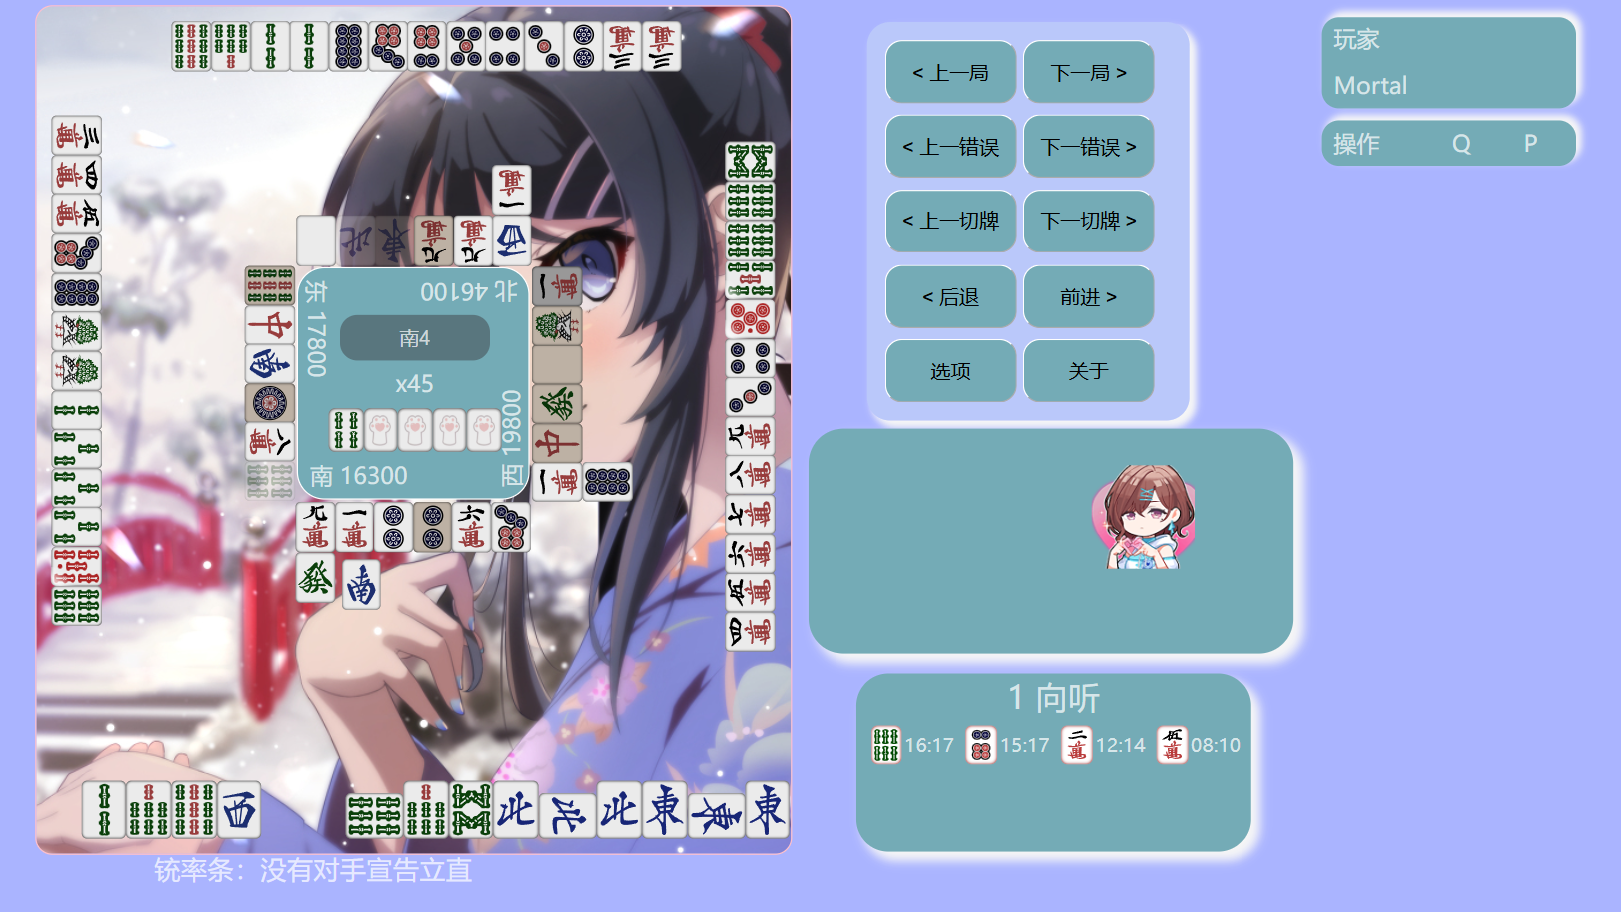 东 17800
北 46100
南4
x45
西 19800
南 16300
< 上一局
下一局 >
< 上一错误
下一错误 >
< 上一切牌
下一切牌 >
< 后退
前进 >
选项
关于
玩家
Mortal
操作 Q P
1 向听
16:17 15:17 12:14 08:10
铳率条：没有对手宣告立直